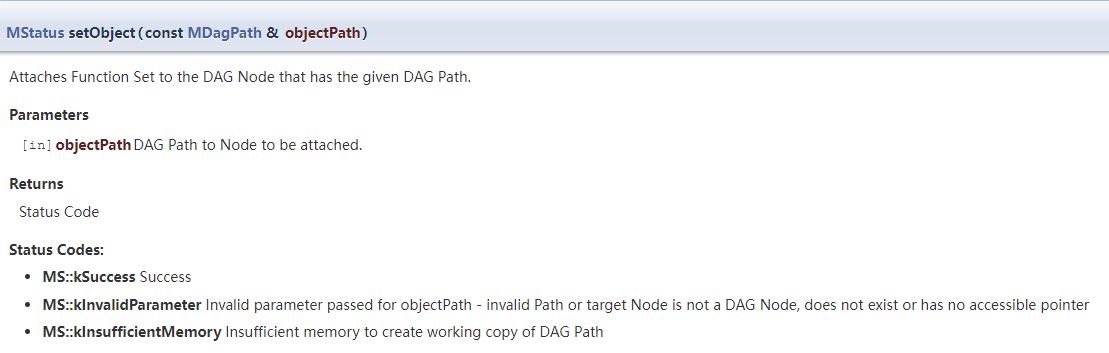 MStatus setObject(const MDagPath & objectPath)
Attaches Function Set to the DAG Node that has the given DAG Path.
Parameters
[in] objectPath DAG Path to Node to be attached.
Returns
Status Code
Status Codes:
• MS::kSuccess Success
• MS::kInvalidParameter Invalid parameter passed for objectPath - invalid Path or target Node is not a DAG Node, does not exist or has no accessible pointer
• MS::kInsufficientMemory Insufficient memory to create working copy of DAG Path